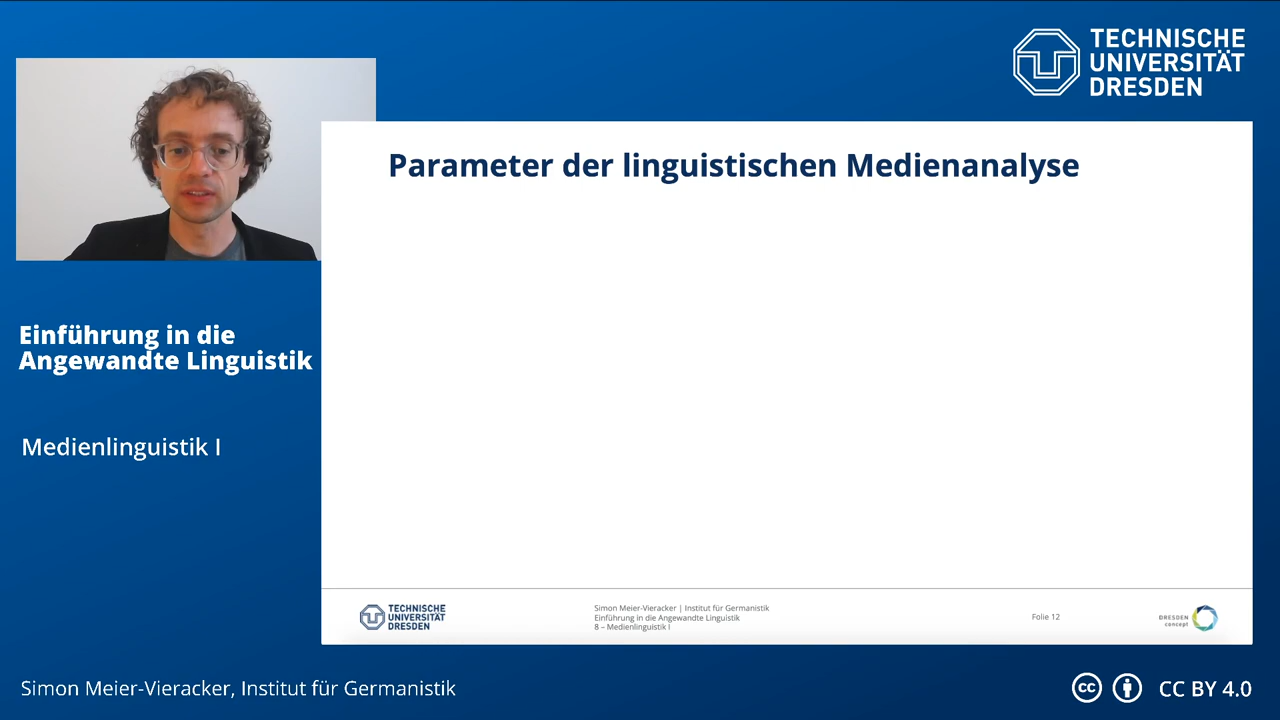 TECHNISCHE
UNIVERSITÄT
DRESDEN
Parameter der linguistischen Medienanalyse
Einführung in die
Angewandte Linguistik
Medienlinguistik I
TECHNISCHE
UNIVERSITÄT
DRESDEN
Simon Meier-Vieracker | Institut für Germanistik
Einführung in die Angewandte Linguistik
8 – Medienlinguistik I
Folie 12
DRESDEN
concept
Simon Meier-Vieracker, Institut für Germanistik
cc
CC BY 4.0